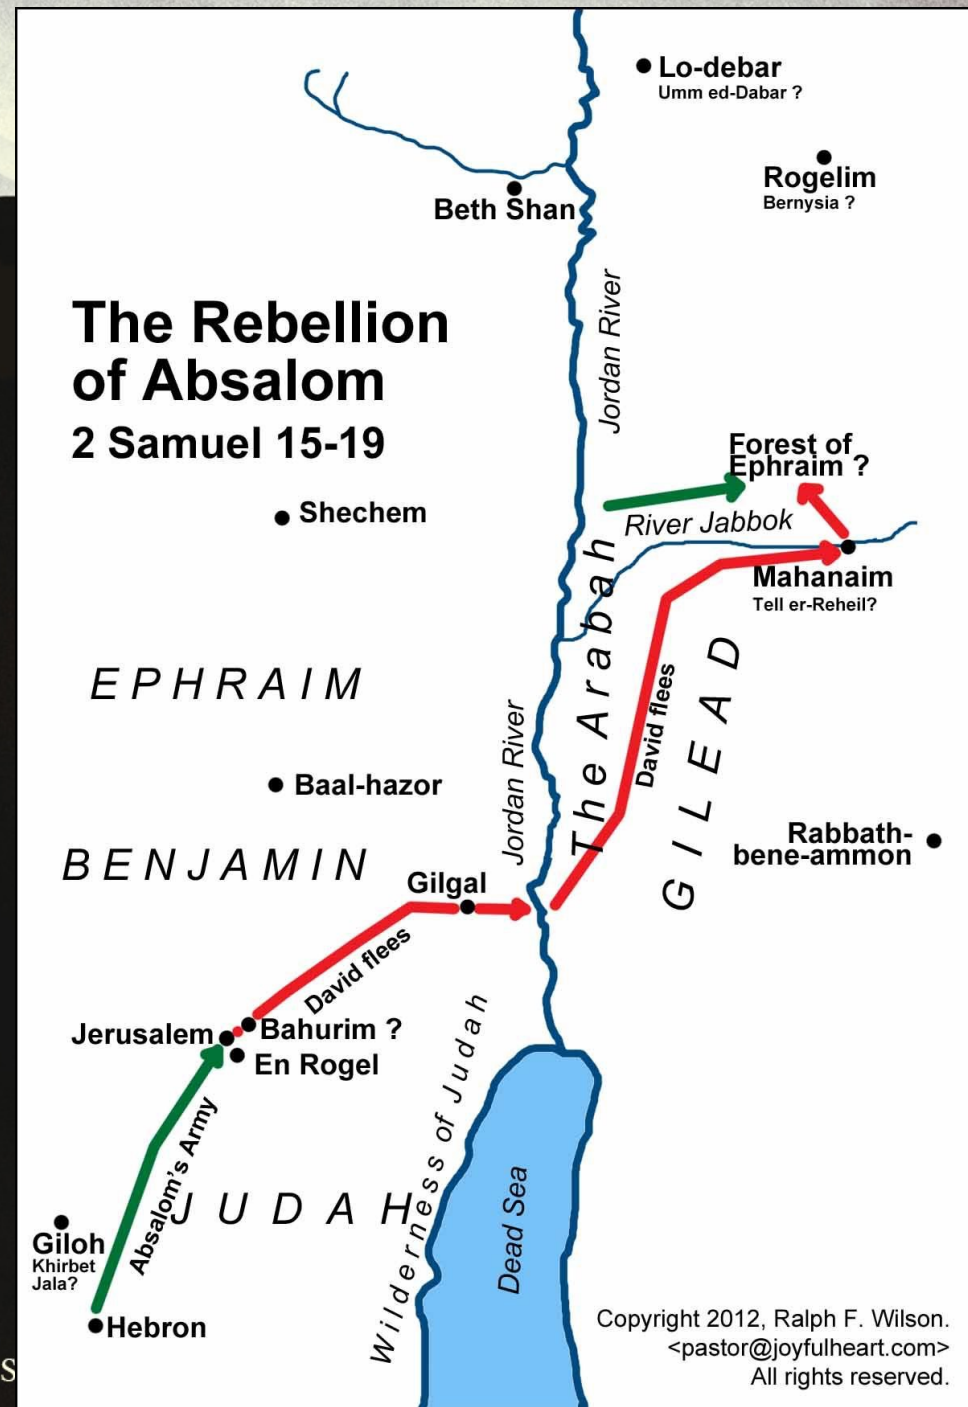 Lo-debar
Umm ed-Dabar ?
Rogelim
Bernysia ?
Beth Shan
The Rebellion
of Absalom
2 Samuel 15-19
Jordan River
Forest of
Ephraim ?
Shechem
River Jabbok
Mahanaim
Tell er-Reheil?
The Arabah
EPHRAIM
David flees
GILEAD
Jordan River
Baal-hazor
Rabbath-
bene-ammon
BENJAMIN
Gilgal
David flees
Jerusalem
Bahurim ?
En Rogel
Wilderness of Judah
Absalom's Army
JUDAH
Dead Sea
Giloh
Khirbet
Jala?
Hebron
Copyright 2012, Ralph F. Wilson.
<pastor@joyfulheart.com>
All rights reserved.
S